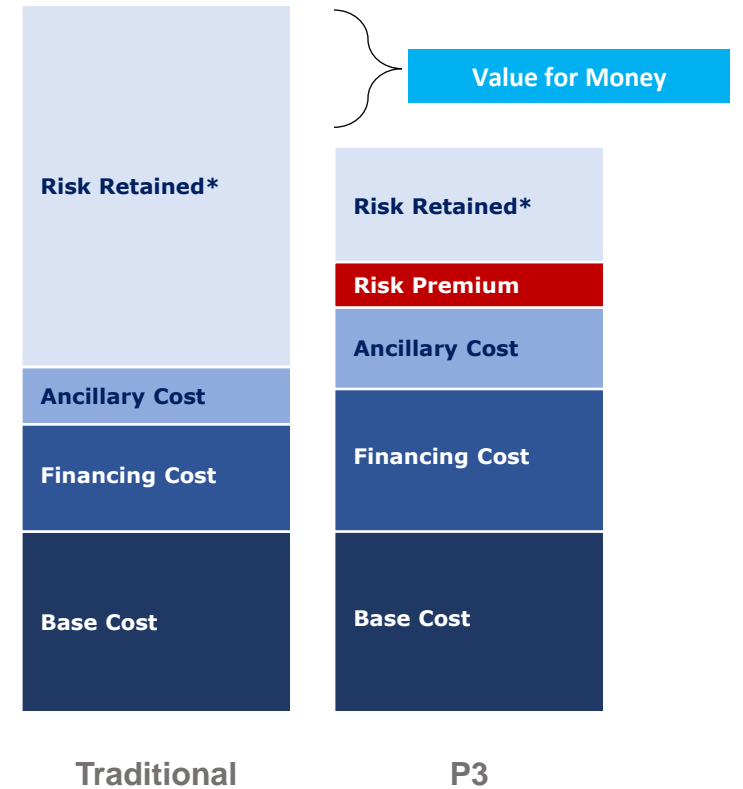 Value for Money
Risk Retained*
Ancillary Cost
Financing Cost
Base Cost
Risk Retained*
Risk Premium
Ancillary Cost
Financing Cost
Base Cost
Traditional
P3